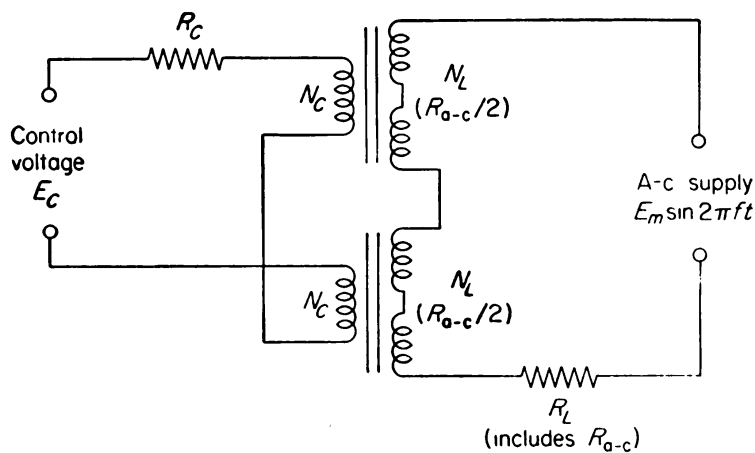 R_C
N_C
N_L
(R_a-c/2)
Control
voltage
E_C
A-c supply
E_m sin 2πft
N_C
N_L
(R_a-c/2)
R_L
(includes R_a-c)